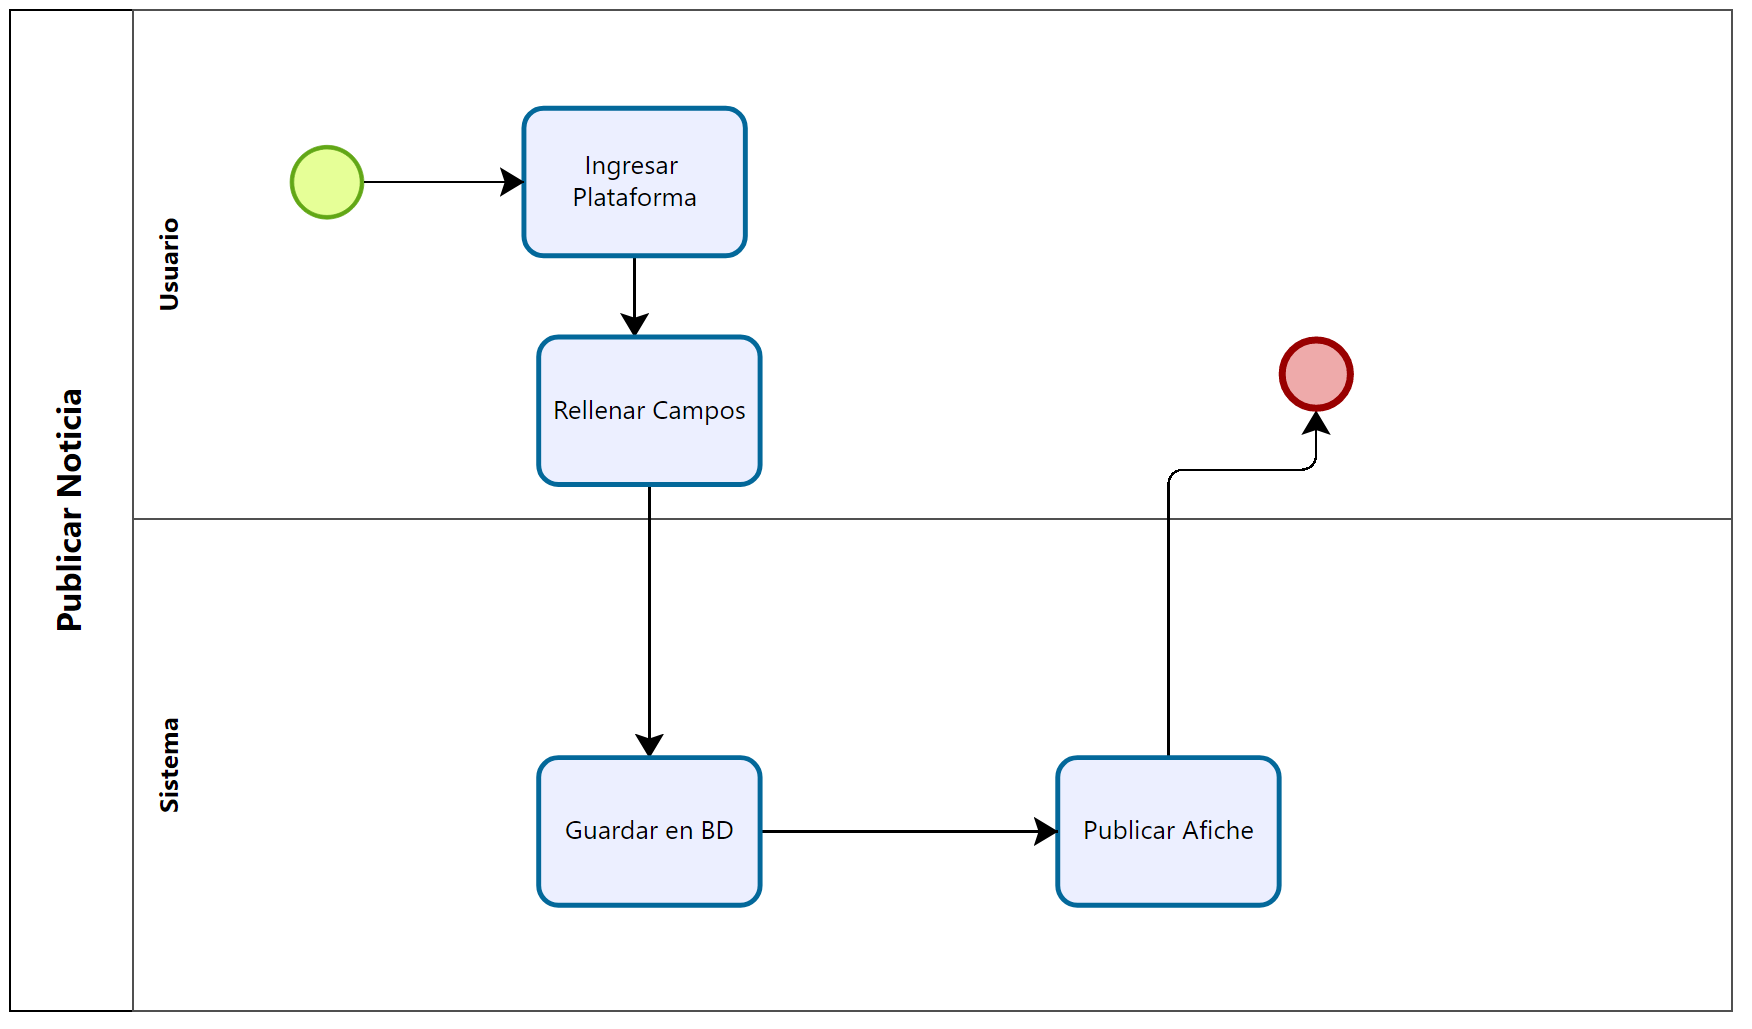 Publicar Noticia
Usuario
Ingresar
Plataforma
Rellenar Campos
Sistema
Guardar en BD
Publicar Afiche